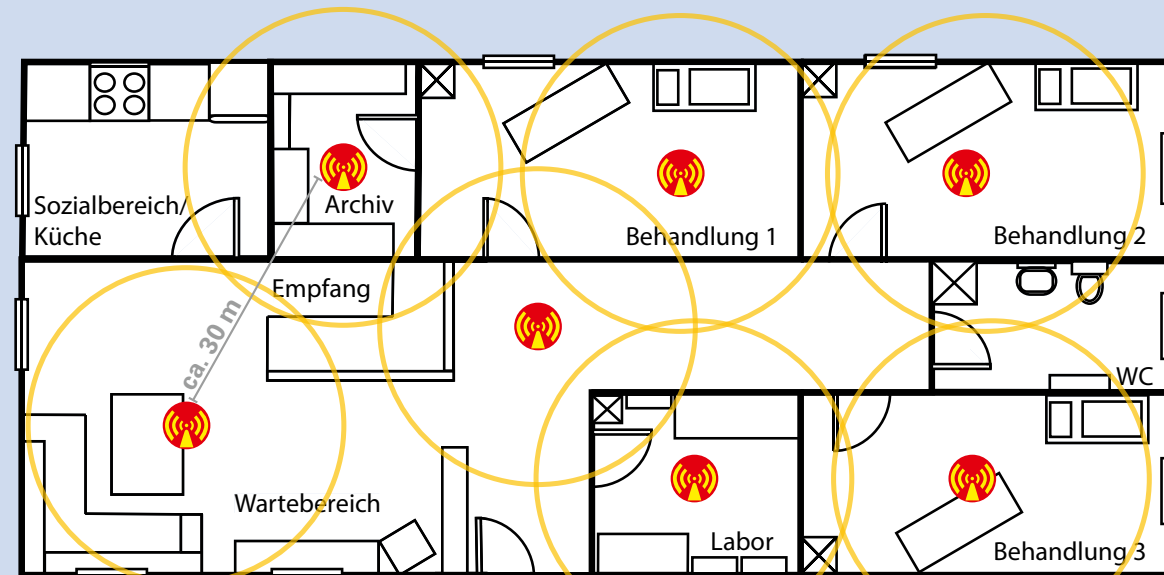 Sozialbereich/
Küche
Archiv
Behandlung 1
Behandlung 2
Empfang
ca. 30 m
WC
Wartebereich
Labor
Behandlung 3